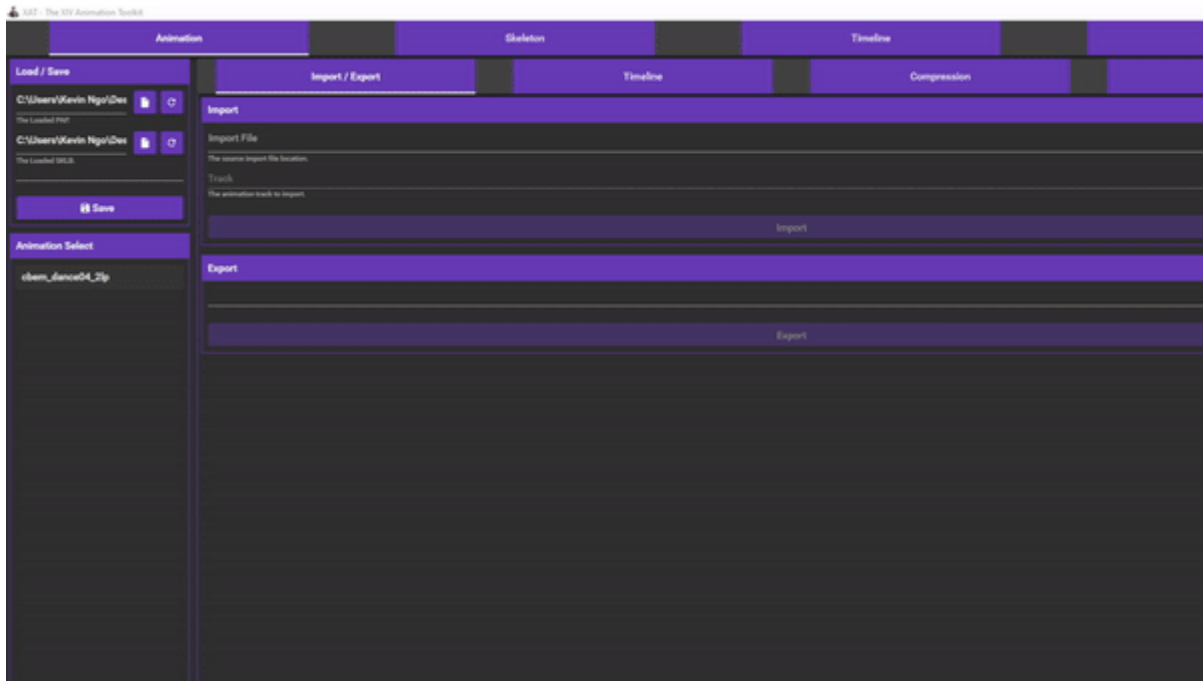 XAT - The XIV Animation Toolkit
Animation
Skeleton
Timeline
Load / Save
C:\Users\Kevin Ngo\Des
The Loaded PAP.
C:\Users\Kevin Ngo\Des
The Loaded SKLB.
Save
Animation Select
cbem_dance04_2lp
Import / Export
Timeline
Compression
Import
Import File
The source import file location.
Track
The animation track to import.
Import
Export
Export